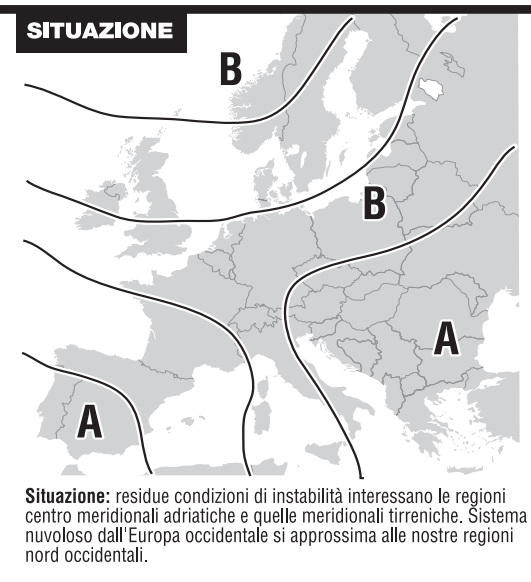 SITUAZIONE
B
B
A
A
Situazione: residue condizioni di instabilità interessano le regioni
centro meridionali adriatiche e quelle meridionali tirreniche. Sistema
nuvoloso dall'Europa occidentale si approssima alle nostre regioni
nord occidentali.